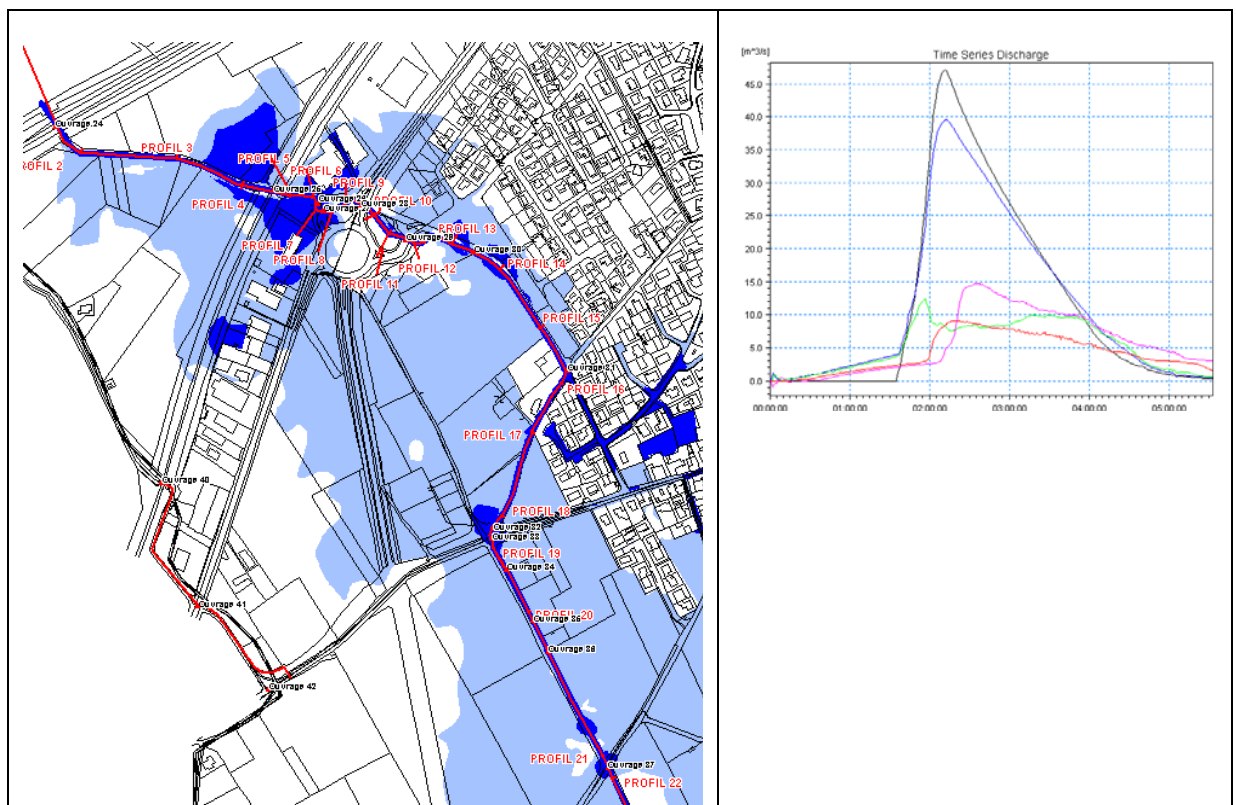 Ouvrage 24
PROFIL 2
PROFIL 3
PROFIL 5
PROFIL 6
PROFIL 9
PROFIL 4
Ouvrage 26
PROFIL 10
PROFIL 7
PROFIL 8
Ouvrage 29
PROFIL 13
PROFIL 12
PROFIL 11
Ouvrage 30
PROFIL 14
PROFIL 15
Ouvrage 31
PROFIL 16
PROFIL 17
Ouvrage 40
PROFIL 18
Ouvrage 32
Ouvrage 33
PROFIL 19
Ouvrage 34
Ouvrage 41
PROFIL 20
Ouvrage 35
Ouvrage 36
Ouvrage 42
PROFIL 21
Ouvrage 37
PROFIL 22
[m^3/s]
Time Series Discharge
45.0
40.0
35.0
30.0
25.0
20.0
15.0
10.0
5.0
0.0
00:00:00
01:00:00
02:00:00
03:00:00
04:00:00
05:00:00